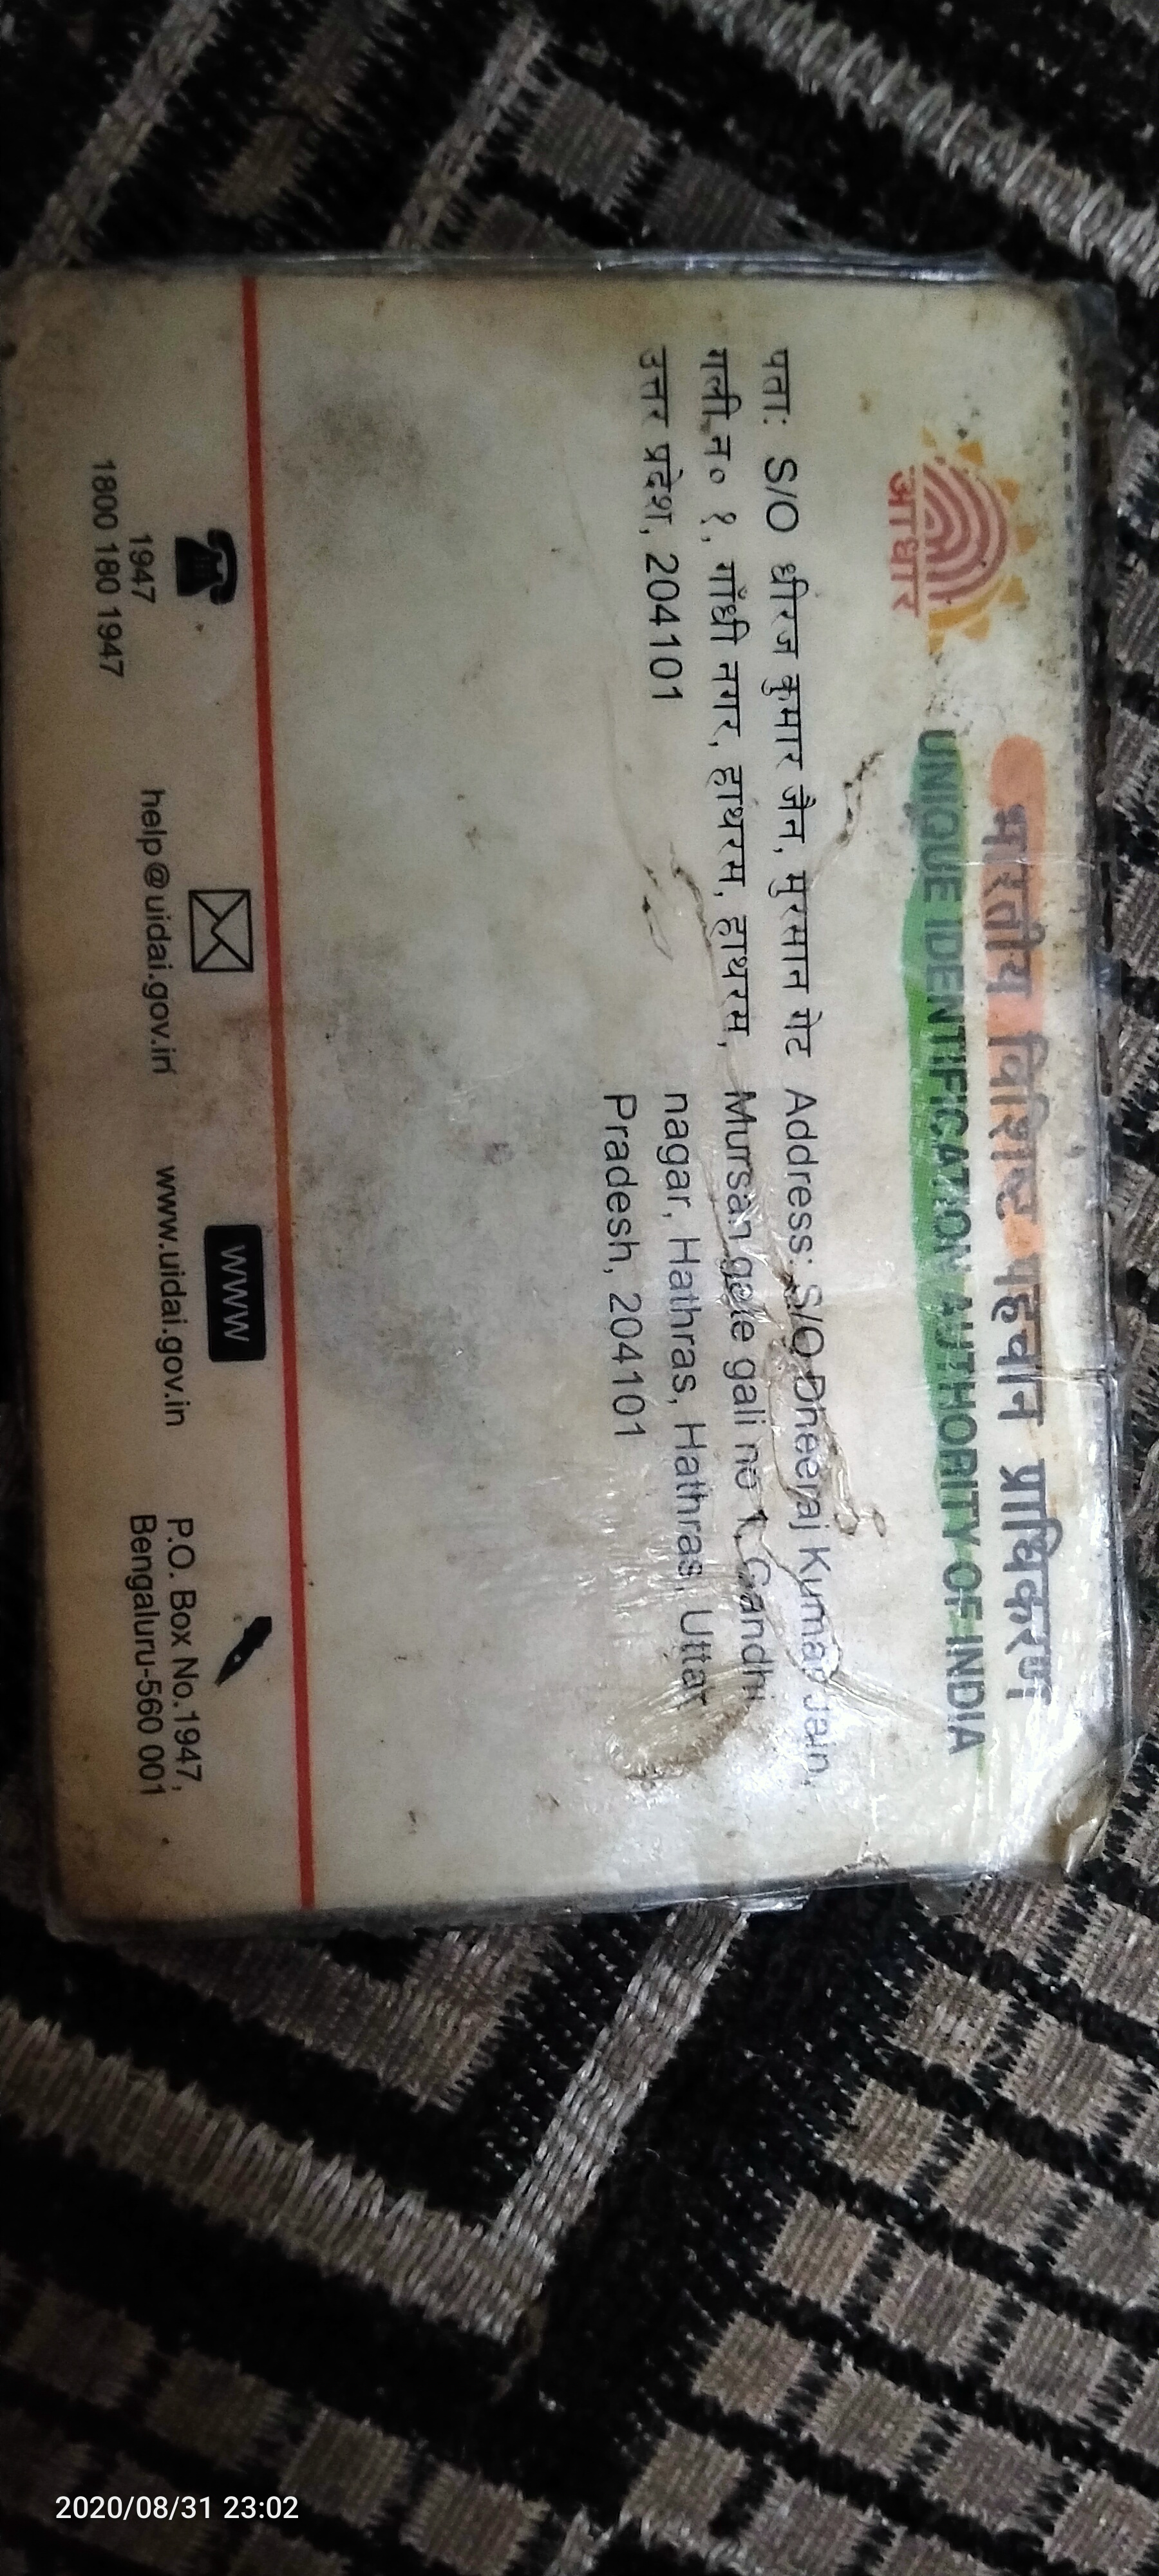 भारतीय विशिष्ट पहचान प्राधिकरण
UNIQUE IDENTIFICATION AUTHORITY OF INDIA
आधार
पता: S/O धीरज कुमार जैन, मुरसान गेट
गली न० १, गाँधी नगर, हाथरस, हाथरस,
उत्तर प्रदेश, 204101
Address: S/O Dheeraj Kumar Jain,
Mursan gate gali no 1, Gandhi
nagar, Hathras, Hathras, Uttar
Pradesh, 204101
1947
1800 180 1947
help@uidai.gov.in
www
www.uidai.gov.in
P.O. Box No.1947,
Bengaluru-560 001
2020/08/31 23:02